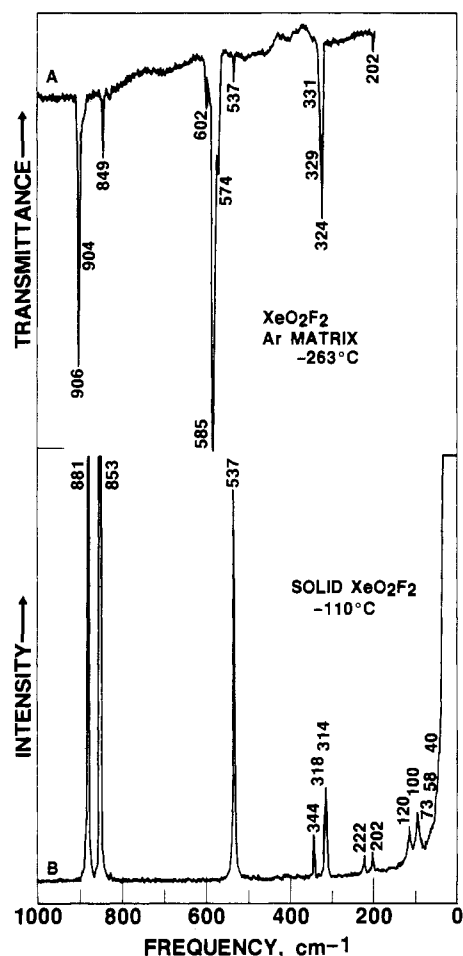 A
906
904
849
602
585
574
537
331
329
324
202
XeO2F2
Ar MATRIX
-263°C
TRANSMITTANCE→
881
853
537
SOLID XeO2F2
-110°C
344
318
314
222
202
120
100
73
58
40
B
INTENSITY→
1000 800 600 400 200 0
FREQUENCY, cm-1